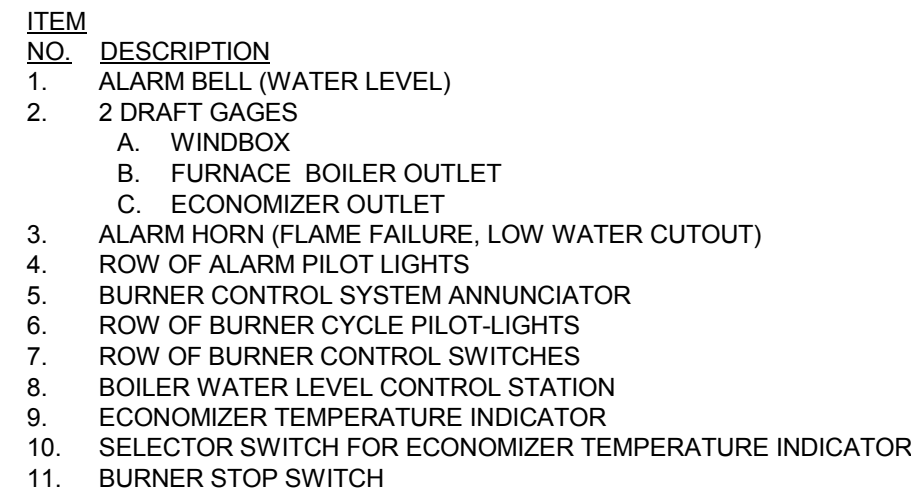 ITEM
NO. DESCRIPTION
1. ALARM BELL (WATER LEVEL)
2. 2 DRAFT GAGES
A. WINDBOX
B. FURNACE BOILER OUTLET
C. ECONOMIZER OUTLET
3. ALARM HORN (FLAME FAILURE, LOW WATER CUTOUT)
4. ROW OF ALARM PILOT LIGHTS
5. BURNER CONTROL SYSTEM ANNUNCIATOR
6. ROW OF BURNER CYCLE PILOT-LIGHTS
7. ROW OF BURNER CONTROL SWITCHES
8. BOILER WATER LEVEL CONTROL STATION
9. ECONOMIZER TEMPERATURE INDICATOR
10. SELECTOR SWITCH FOR ECONOMIZER TEMPERATURE INDICATOR
11. BURNER STOP SWITCH